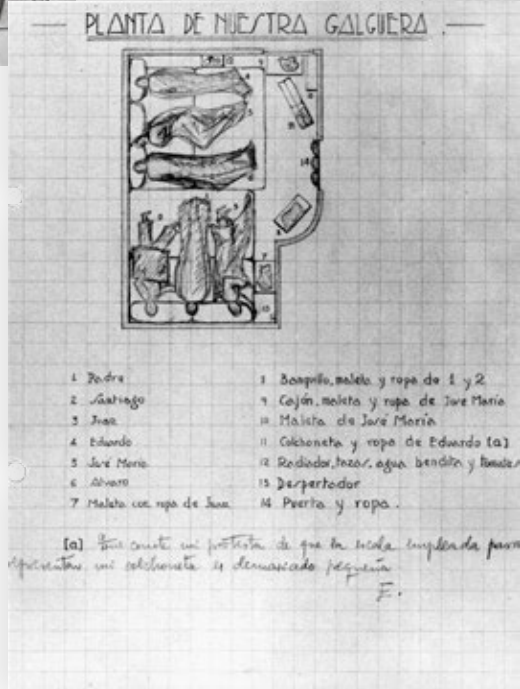 PLANTA DE NUESTRA GALGUERA
1 Padre
2 Santiago
3 Juan
4 Eduardo
5 José María
6 Alvaro
7 Maleta con ropa de Juan
8 Banquillo, maleta y ropa de 1 y 2
9 Cajón, maleta y ropa de José María
10 Maleta de José María
11 Colchoneta y ropa de Eduardo [a]
12 Radiador, tazas, agua bendita y
13 Despertador
14 Puerta y ropa.
[a] conste mi protesta de que la escala empleada para
representar mi colchoneta es demasiado pequeña
E.